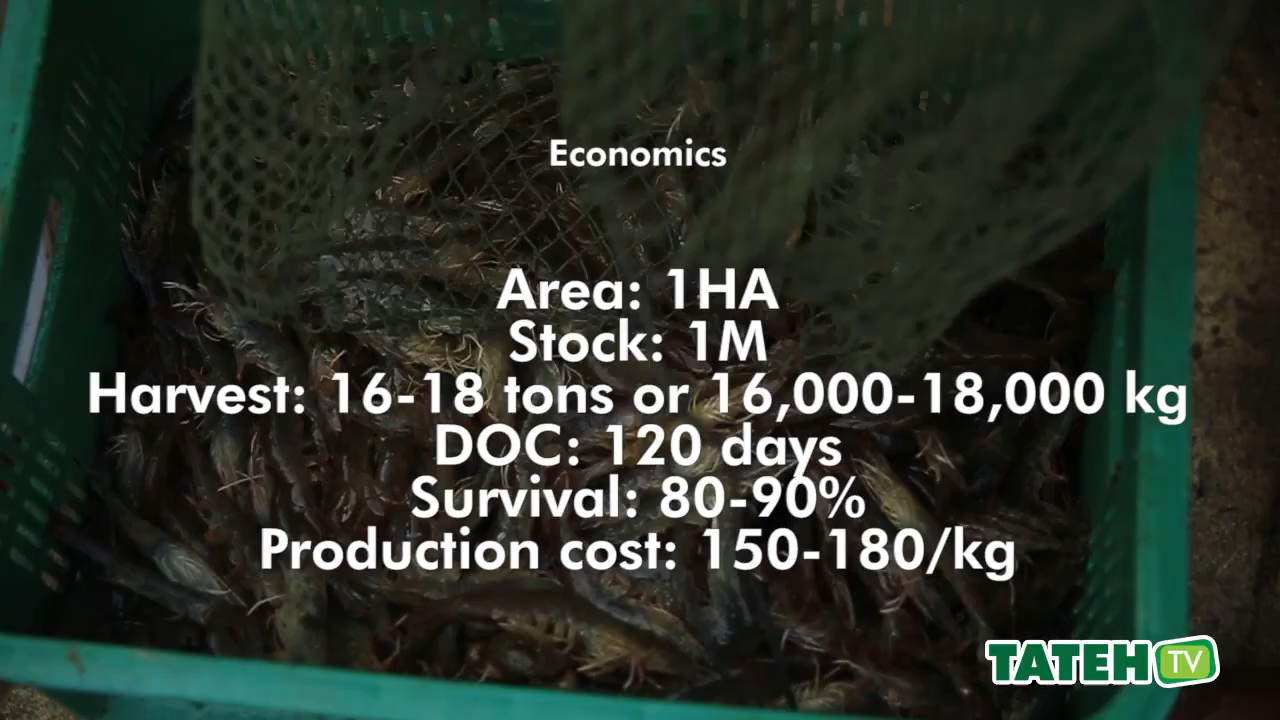 Economics
Area: 1HA
Stock: 1M
Harvest: 16-18 tons or 16,000-18,000 kg
DOC: 120 days
Survival: 80-90%
Production cost: 150-180/kg
TATEH TV